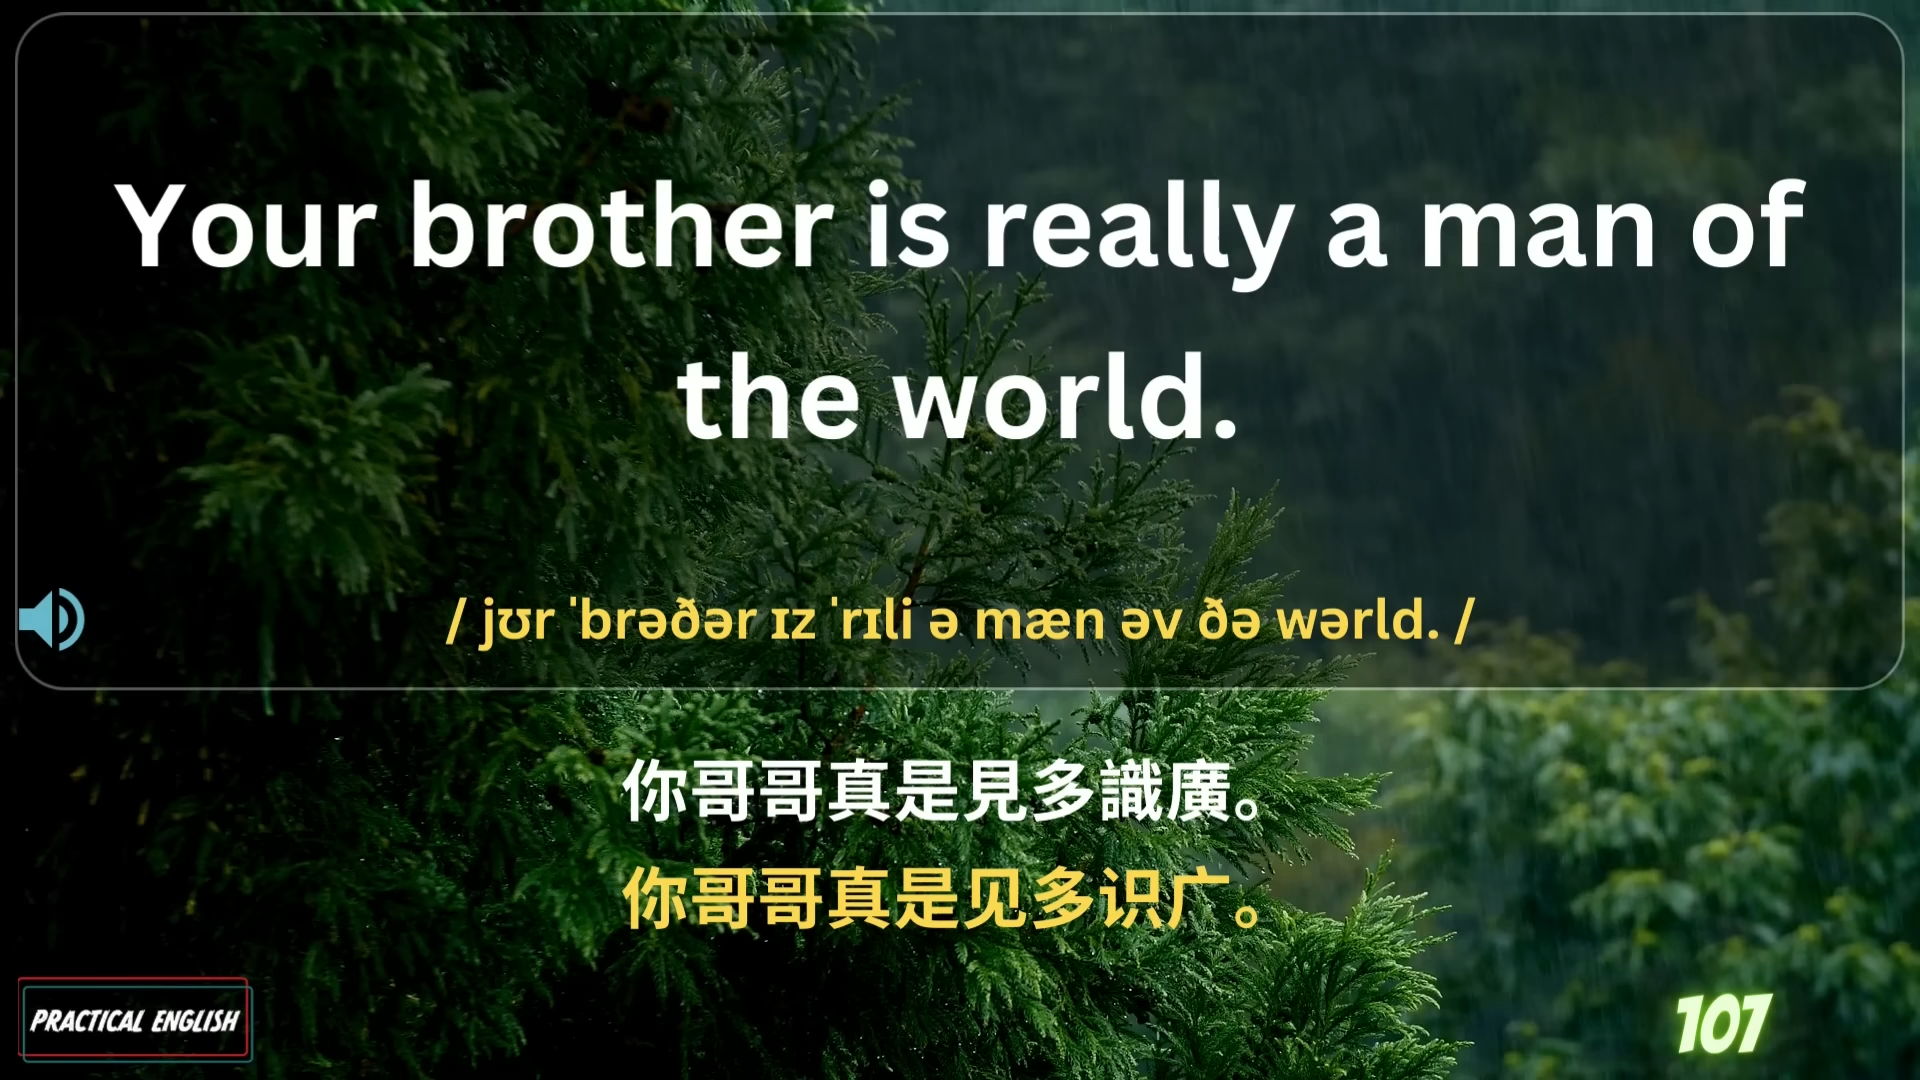 Your brother is really a man of
the world.
/ jʊr ˈbrəðər ɪz ˈrɪli ə mæn əv ðə wərld. /
你哥哥真是見多識廣。
你哥哥真是见多识广。
PRACTICAL ENGLISH
107